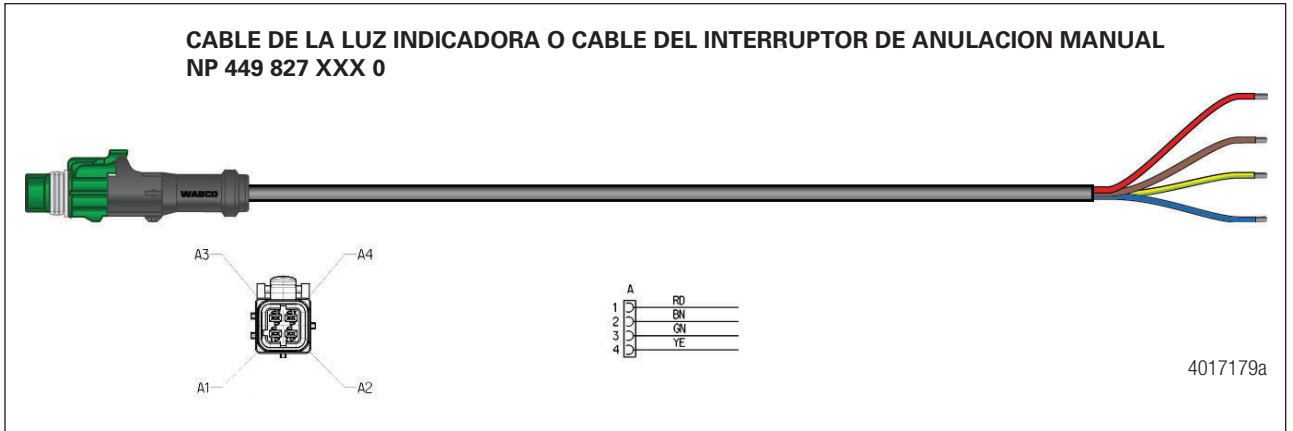 CABLE DE LA LUZ INDICADORA O CABLE DEL INTERRUPTOR DE ANULACION MANUAL
NP 449 827 XXX 0
WABCO
A3
A4
A1
A2
A
1 RD
2 BN
3 GN
4 YE
4017179a